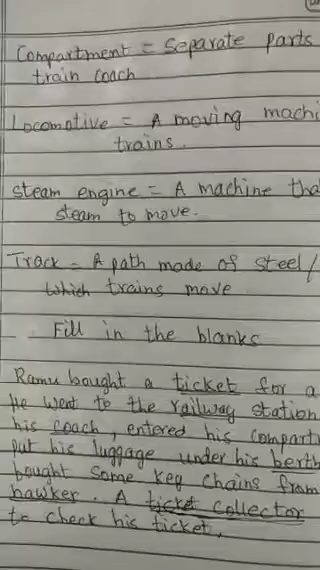 Compartment = Separate parts
train coach
Locomotive = A moving machi
trains.
Steam engine = A machine tha
steam to move.
Track = A path made of steel/
which trains move
Fill in the blanks
Ramu bought a ticket for a
He went to the railway station
his coach, entered his compart
put his luggage under his berth
bought some key chains from
hawker. A ticket collector
to check his ticket.